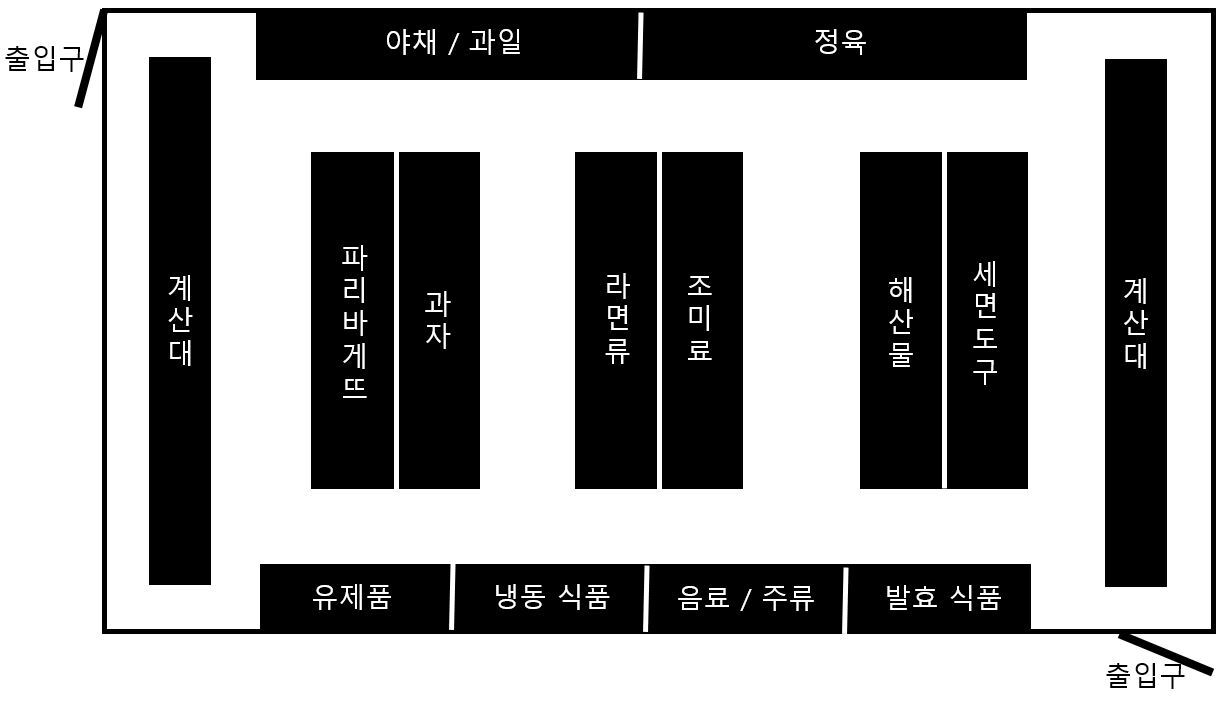 출입구
야채 / 과일
정육
계산대
파리바게뜨
과자
라면류
조미료
해산물
세면도구
계산대
유제품
냉동 식품
음료 / 주류
발효 식품
출입구